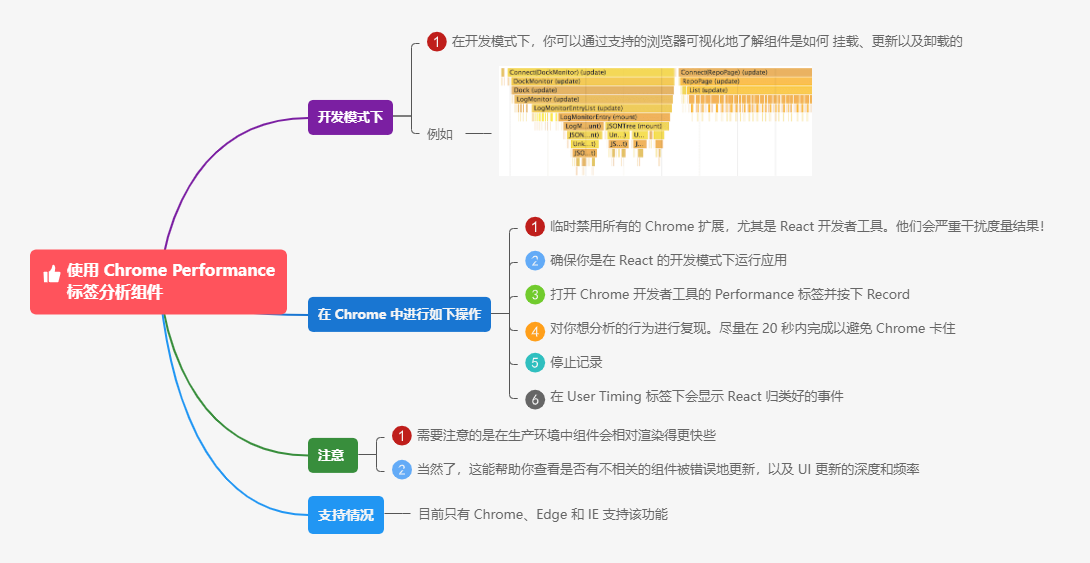 使用 Chrome Performance
标签分析组件
开发模式下
1 在开发模式下，你可以通过支持的浏览器可视化地了解组件是如何 挂载、更新以及卸载的
例如
Connect(DockMonitor) (update)
Connect(RepoPage) (update)
DockMonitor (update)
RepoPage (update)
Dock (update)
List (update)
LogMonitor (update)
LogMonitorEntryList (update)
LogMonitorEntry (mount)
LogM...ant) JSONTree (mount)
JSON...nt) Un...) U...
Unk...t) JS...t) J...
JSO...t)
在 Chrome 中进行如下操作
1 临时禁用所有的 Chrome 扩展，尤其是 React 开发者工具。他们会严重干扰度量结果！
2 确保你是在 React 的开发模式下运行应用
3 打开 Chrome 开发者工具的 Performance 标签并按下 Record
4 对你想分析的行为进行复现。尽量在 20 秒内完成以避免 Chrome 卡住
5 停止记录
6 在 User Timing 标签下会显示 React 归类好的事件
注意
1 需要注意的是在生产环境中组件会相对渲染得更快些
2 当然了，这能帮助你查看是否有不相关的组件被错误地更新，以及 UI 更新的深度和频率
支持情况
目前只有 Chrome、Edge 和 IE 支持该功能